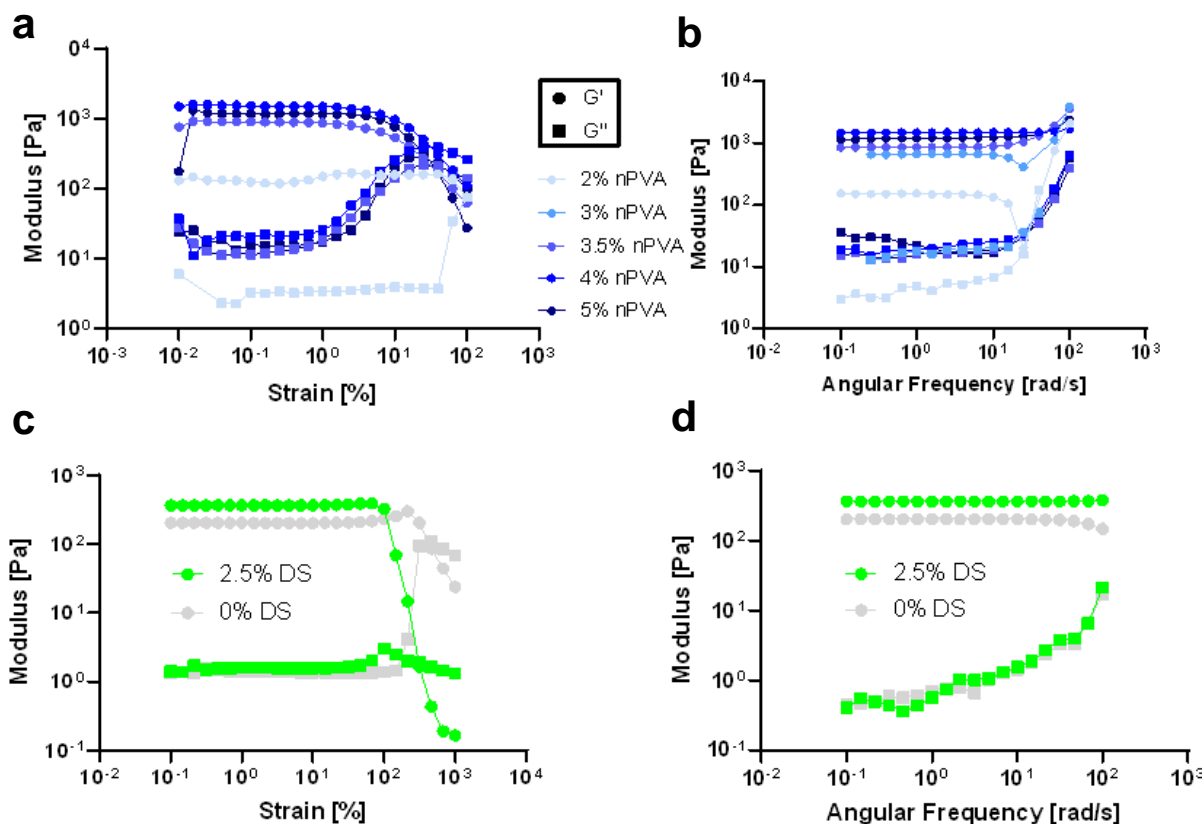 a
0⁴
10³
10²
10¹
10⁰
Modulus [Pa]
10⁻³ 10⁻² 10⁻¹ 10⁰ 10¹ 10² 10³
Strain [%]
G'
G"
2% nPVA
3% nPVA
3.5% nPVA
4% nPVA
5% nPVA
b
10⁴
10³
10²
10¹
10⁰
Modulus [Pa]
10⁻² 10⁻¹ 10⁰ 10¹ 10² 10³
Angular Frequency [rad/s]
c
10³
10²
10¹
10⁰
10⁻¹
Modulus [Pa]
2.5% DS
0% DS
10⁻² 10⁻¹ 10⁰ 10¹ 10² 10³ 10⁴
Strain [%]
d
10³
10²
10¹
10⁰
10⁻¹
Modulus [Pa]
2.5% DS
0% DS
10⁻² 10⁻¹ 10⁰ 10¹ 10² 10³
Angular Frequency [rad/s]